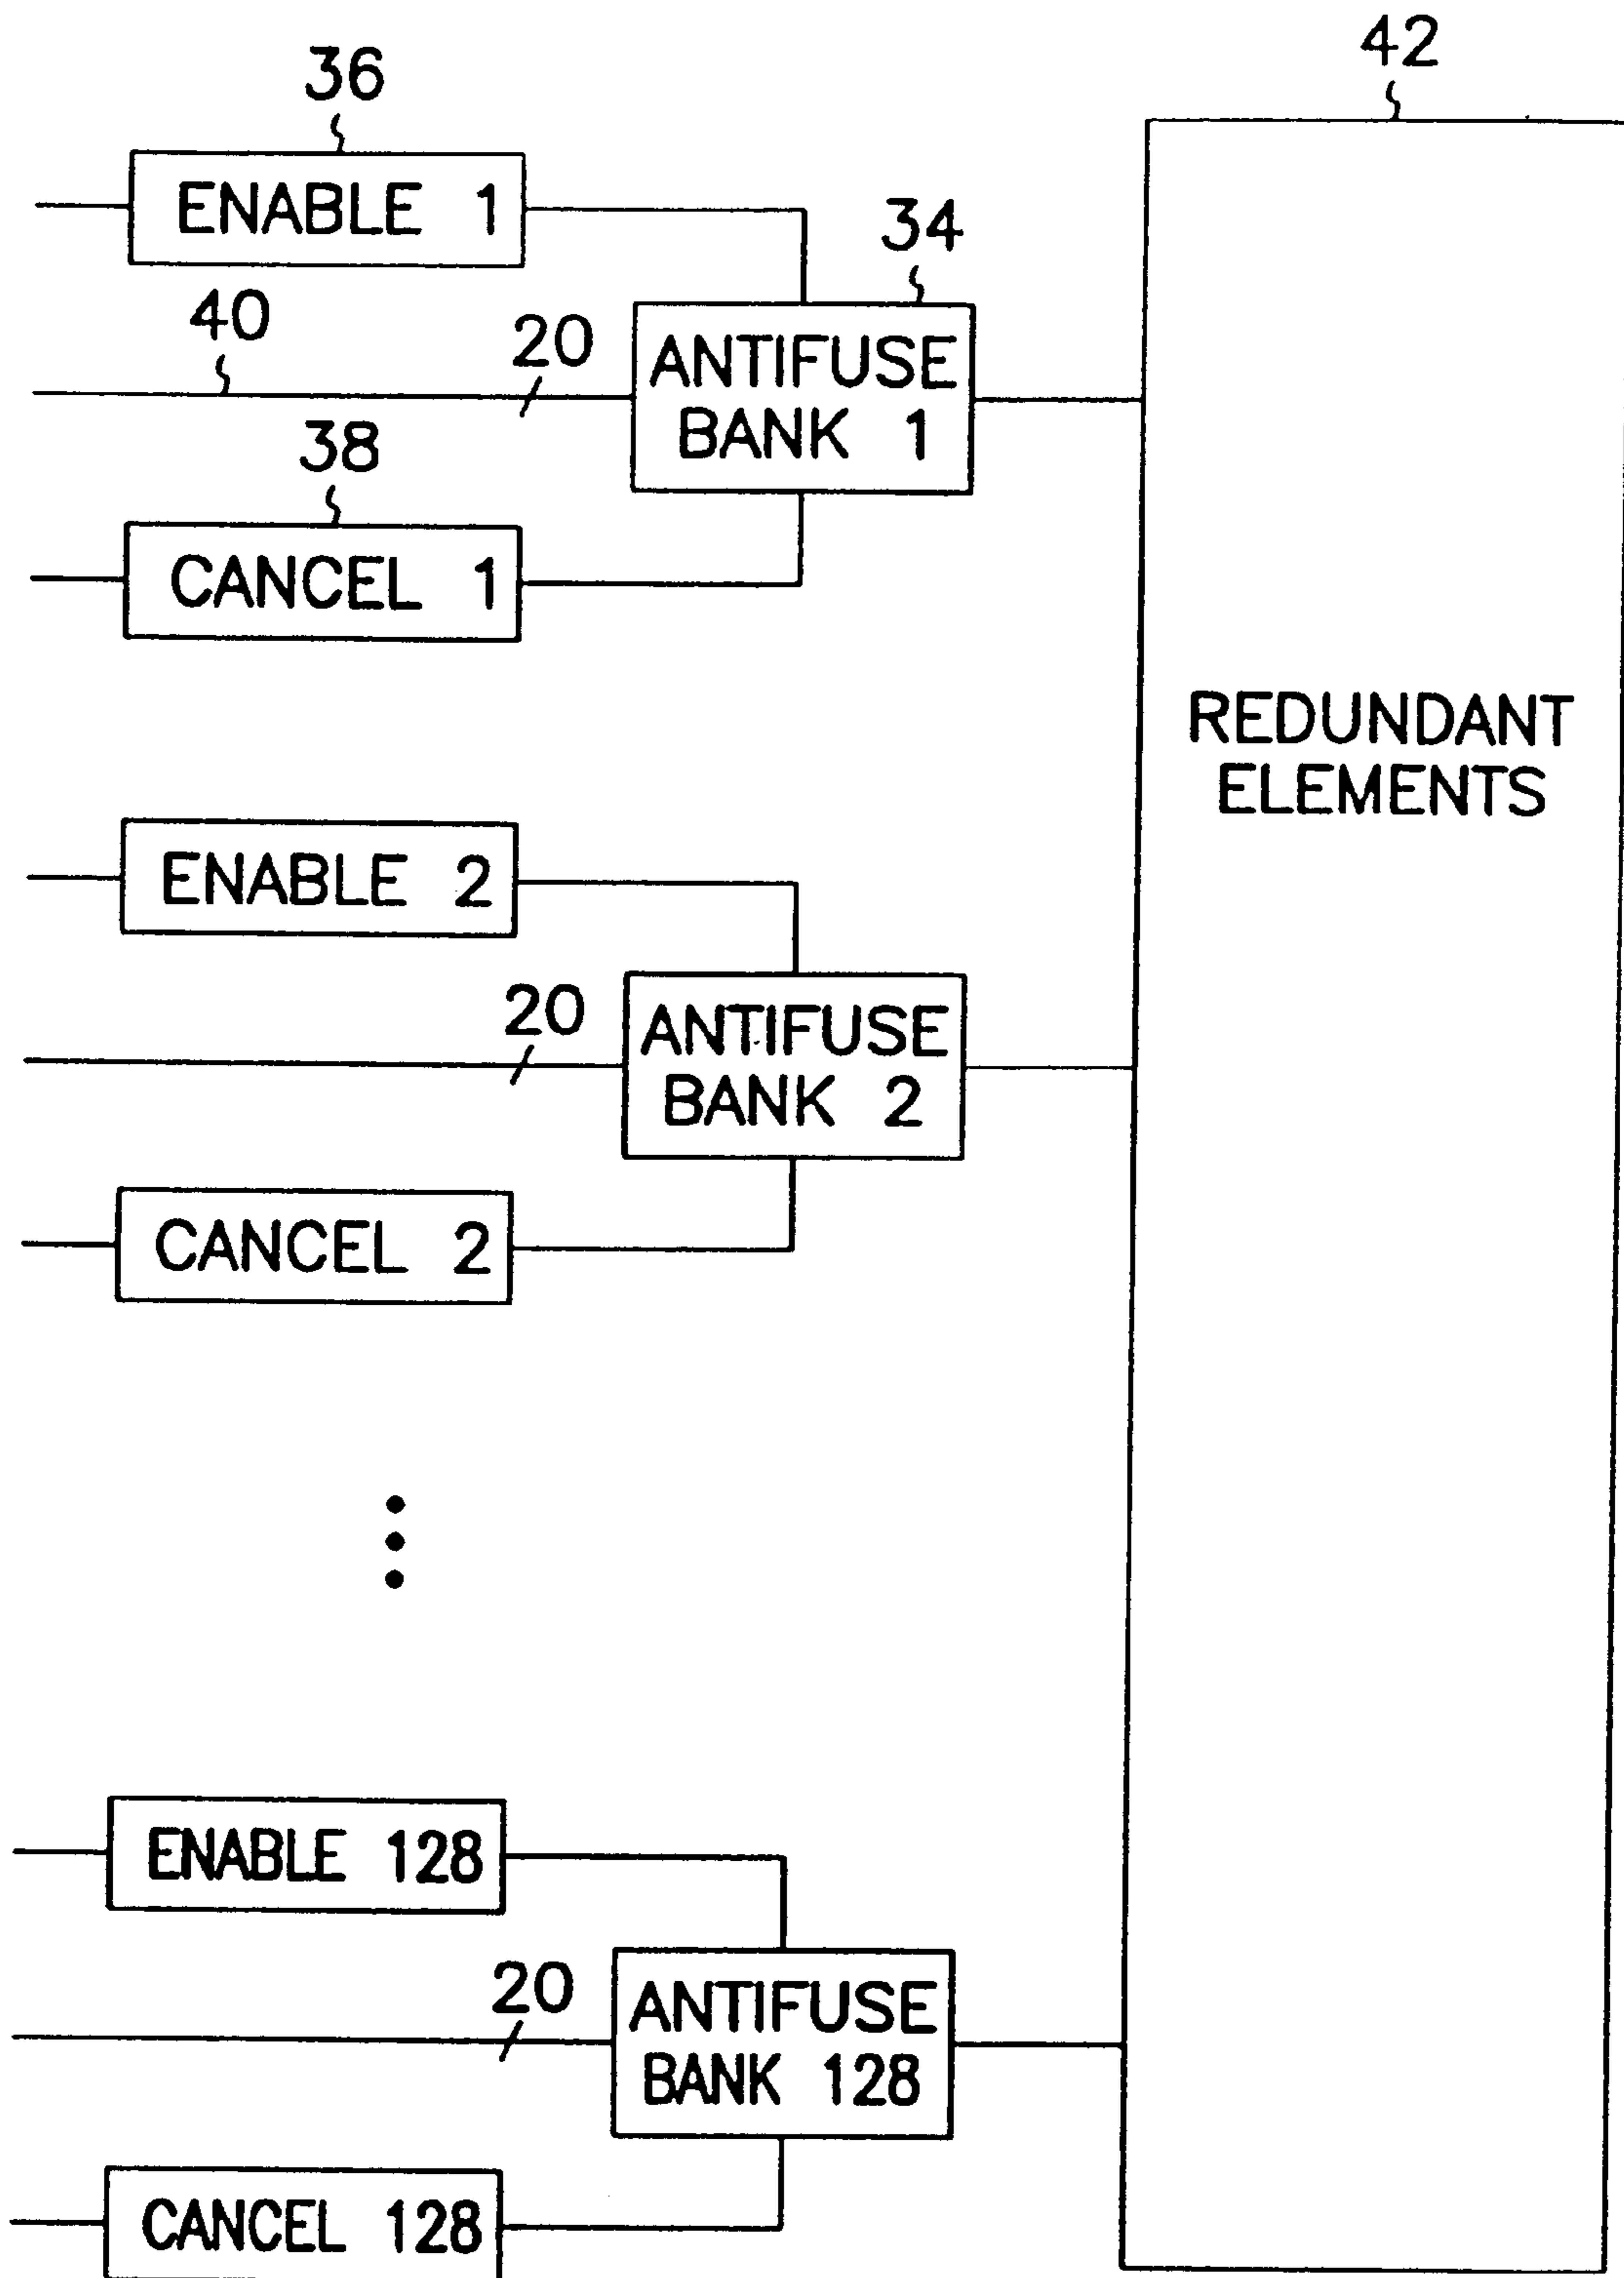 42
36
ENABLE 1
34
40
20
ANTIFUSE
BANK 1
38
CANCEL 1
REDUNDANT
ELEMENTS
ENABLE 2
20
ANTIFUSE
BANK 2
CANCEL 2
ENABLE 128
20
ANTIFUSE
BANK 128
CANCEL 128